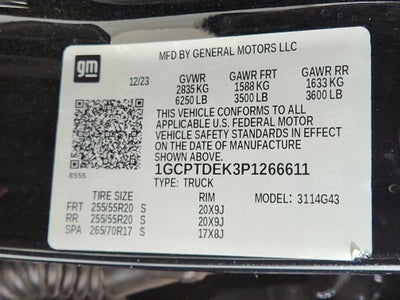 gm
MFD BY GENERAL MOTORS LLC
12/23 GVWR GAWR FRT GAWR RR
2835 KG 1588 KG 1633 KG
6250 LB 3500 LB 3600 LB
THIS VEHICLE CONFORMS TO ALL
APPLICABLE U.S. FEDERAL MOTOR
VEHICLE SAFETY STANDARDS IN EFFECT
ON THE DATE OF MANUFACTURE
SHOWN ABOVE.
8555
1GCPTDEK3P1266611
TYPE: TRUCK MODEL: 3114G43
TIRE SIZE RIM
FRT 255/55R20 S 20X9J
RR 255/55R20 S 20X9J
SPA 265/70R17 S 17X8J